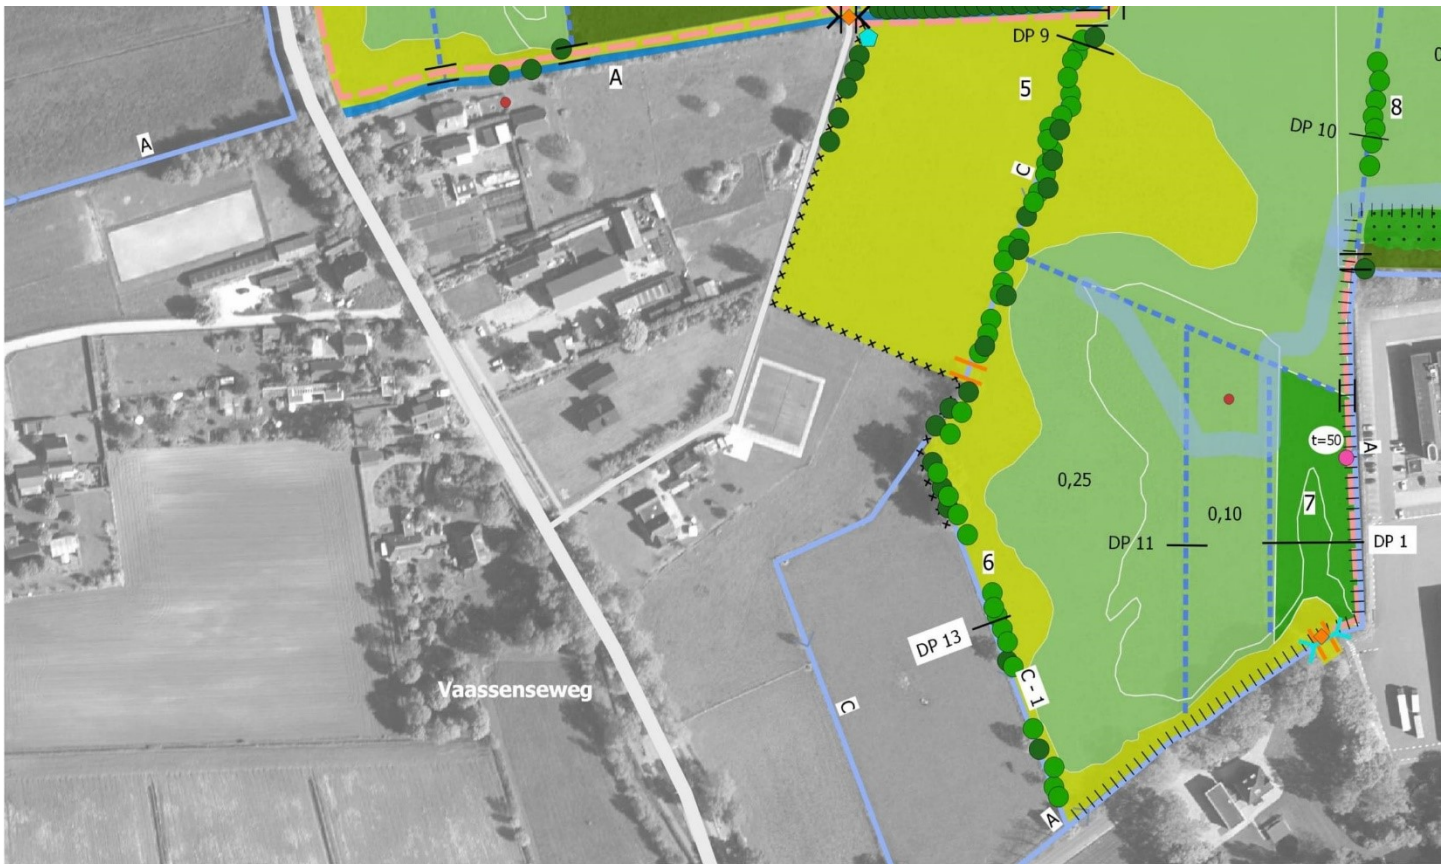 DP 9
A
5
8
DP 10
A
C
t=50
A
0,25
7
0,10
DP 11
DP 1
6
DP 13
C - 1
Vaassenseweg
C
A